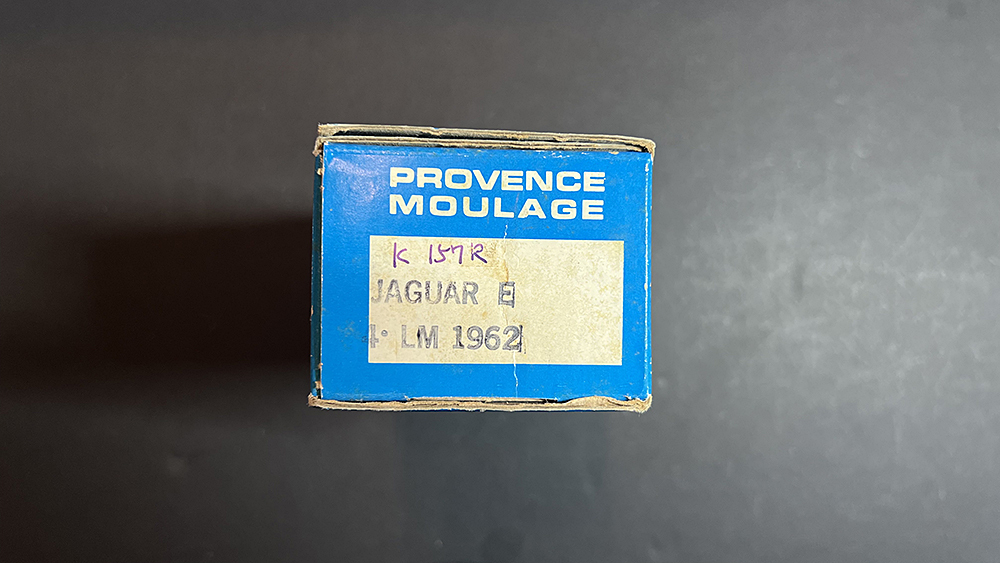 PROVENCE
MOULAGE
K 157R
JAGUAR E
4° LM 1962